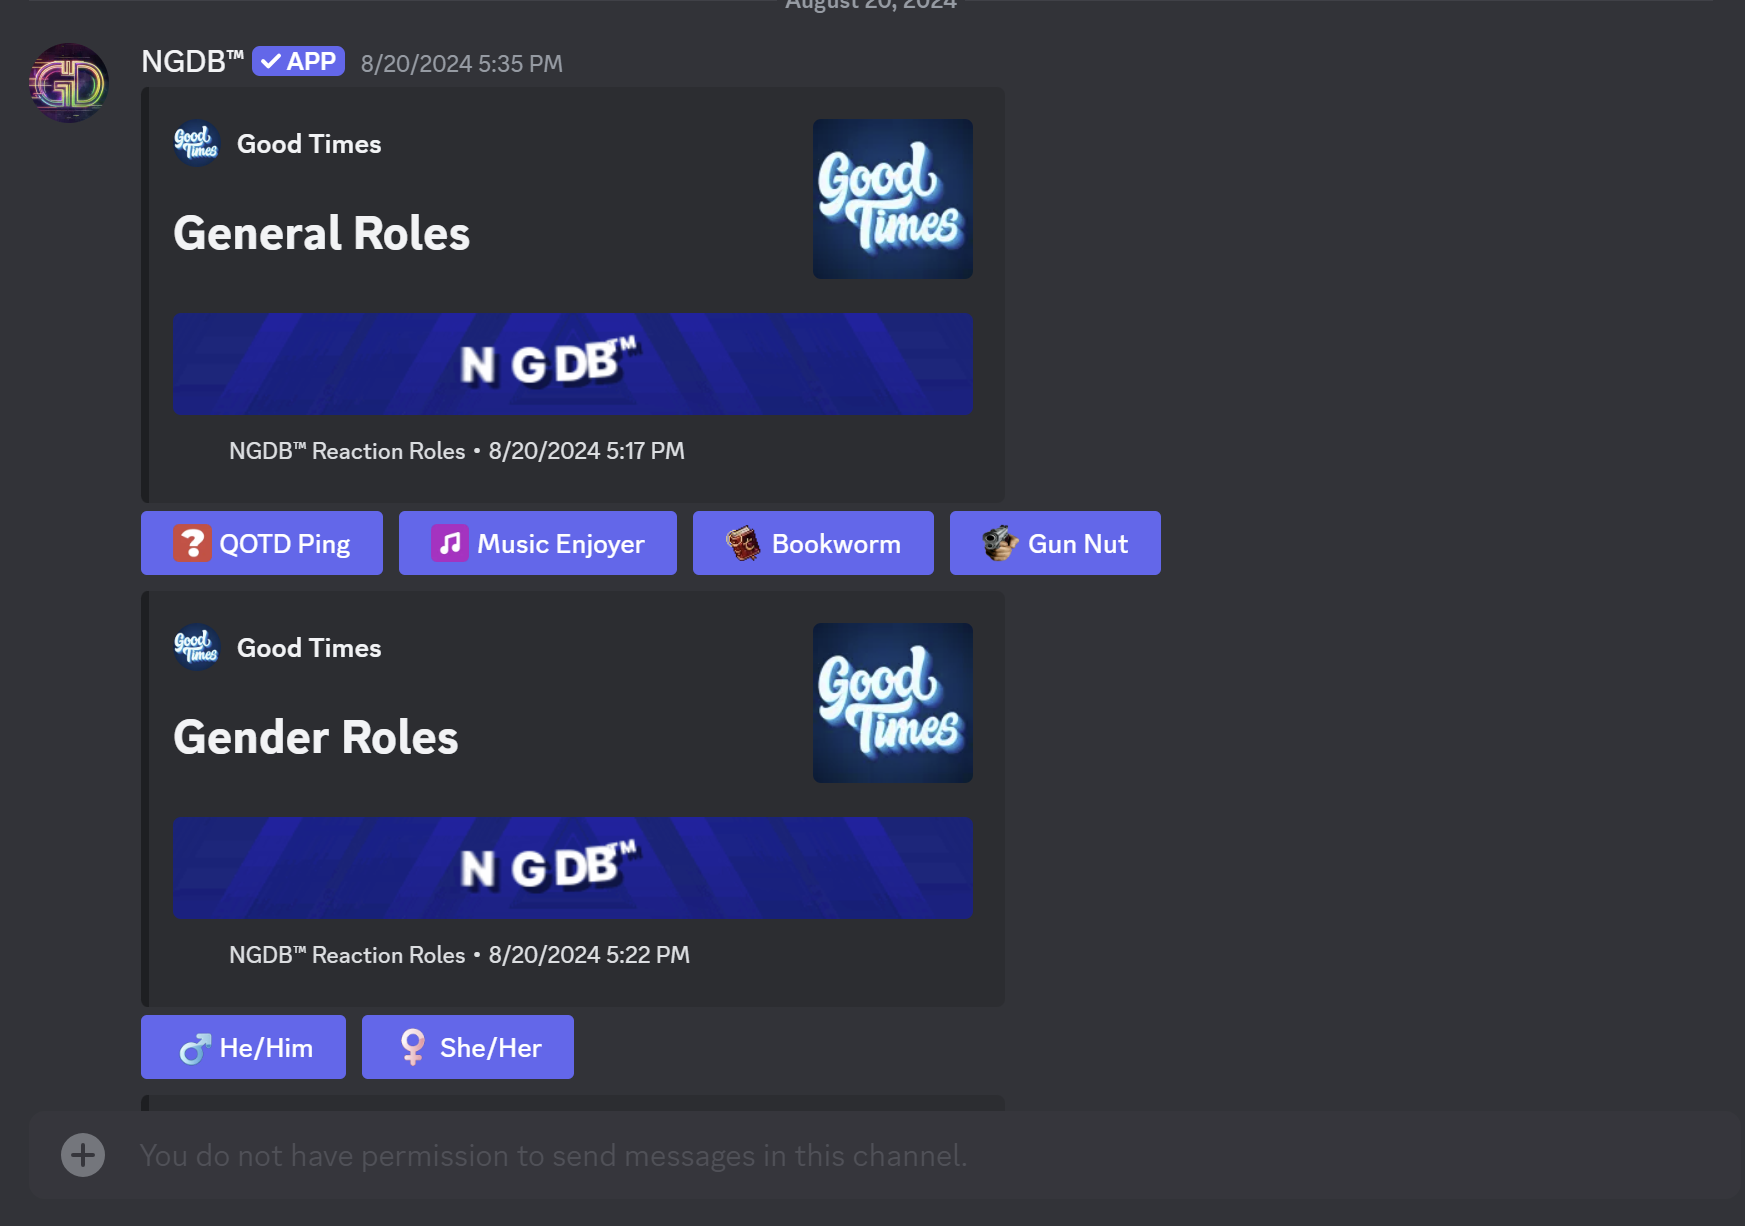 August 20, 2024
NGDB™ APP 8/20/2024 5:35 PM
GD
Good Times
Good Times
General Roles
Good
Times
NGDB™
NGDB™ Reaction Roles • 8/20/2024 5:17 PM
QOTD Ping Music Enjoyer Bookworm Gun Nut
Good Times
Good Times
Gender Roles
Good
Times
NGDB™
NGDB™ Reaction Roles • 8/20/2024 5:22 PM
He/Him She/Her
You do not have permission to send messages in this channel.